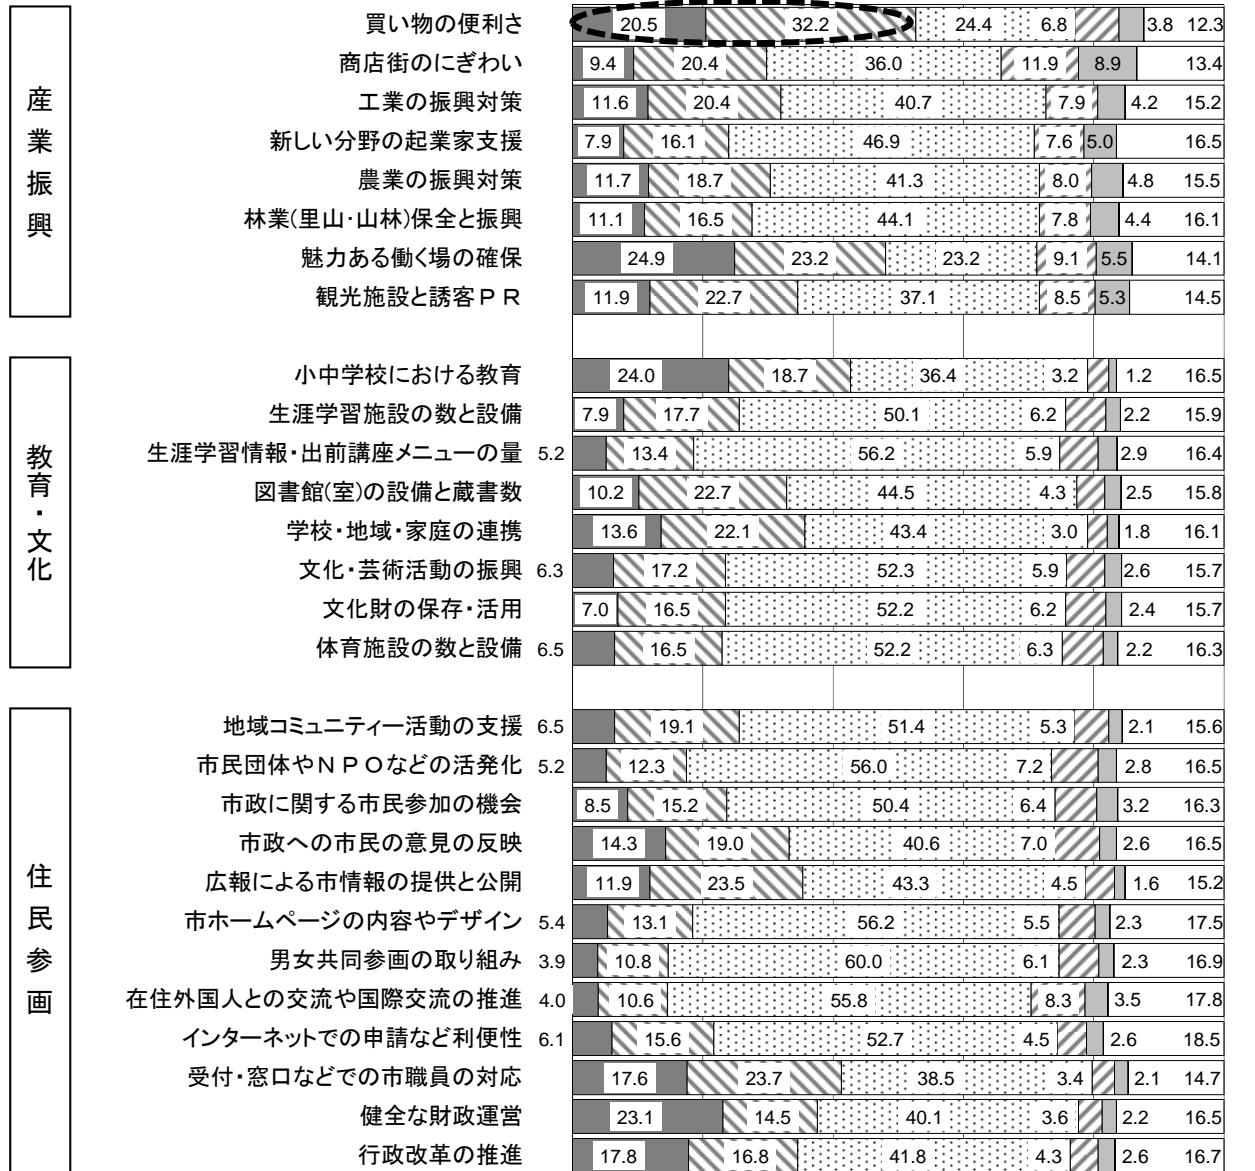 産業振興
買い物の便利さ 20.5 32.2 24.4 6.8 3.8 12.3
商店街のにぎわい 9.4 20.4 36.0 11.9 8.9 13.4
工業の振興対策 11.6 20.4 40.7 7.9 4.2 15.2
新しい分野の起業家支援 7.9 16.1 46.9 7.6 5.0 16.5
農業の振興対策 11.7 18.7 41.3 8.0 4.8 15.5
林業(里山・山林)保全と振興 11.1 16.5 44.1 7.8 4.4 16.1
魅力ある働く場の確保 24.9 23.2 23.2 9.1 5.5 14.1
観光施設と誘客ＰＲ 11.9 22.7 37.1 8.5 5.3 14.5
教育・文化
小中学校における教育 24.0 18.7 36.4 3.2 1.2 16.5
生涯学習施設の数と設備 7.9 17.7 50.1 6.2 2.2 15.9
生涯学習情報・出前講座メニューの量 5.2 13.4 56.2 5.9 2.9 16.4
図書館(室)の設備と蔵書数 10.2 22.7 44.5 4.3 2.5 15.8
学校・地域・家庭の連携 13.6 22.1 43.4 3.0 1.8 16.1
文化・芸術活動の振興 6.3 17.2 52.3 5.9 2.6 15.7
文化財の保存・活用 7.0 16.5 52.2 6.2 2.4 15.7
体育施設の数と設備 6.5 16.5 52.2 6.3 2.2 16.3
住民参画
地域コミュニティー活動の支援 6.5 19.1 51.4 5.3 2.1 15.6
市民団体やＮＰＯなどの活発化 5.2 12.3 56.0 7.2 2.8 16.5
市政に関する市民参加の機会 8.5 15.2 50.4 6.4 3.2 16.3
市政への市民の意見の反映 14.3 19.0 40.6 7.0 2.6 16.5
広報による市情報の提供と公開 11.9 23.5 43.3 4.5 1.6 15.2
市ホームページの内容やデザイン 5.4 13.1 56.2 5.5 2.3 17.5
男女共同参画の取り組み 3.9 10.8 60.0 6.1 2.3 16.9
在住外国人との交流や国際交流の推進 4.0 10.6 55.8 8.3 3.5 17.8
インターネットでの申請など利便性 6.1 15.6 52.7 4.5 2.6 18.5
受付・窓口などでの市職員の対応 17.6 23.7 38.5 3.4 2.1 14.7
健全な財政運営 23.1 14.5 40.1 3.6 2.2 16.5
行政改革の推進 17.8 16.8 41.8 4.3 2.6 16.7